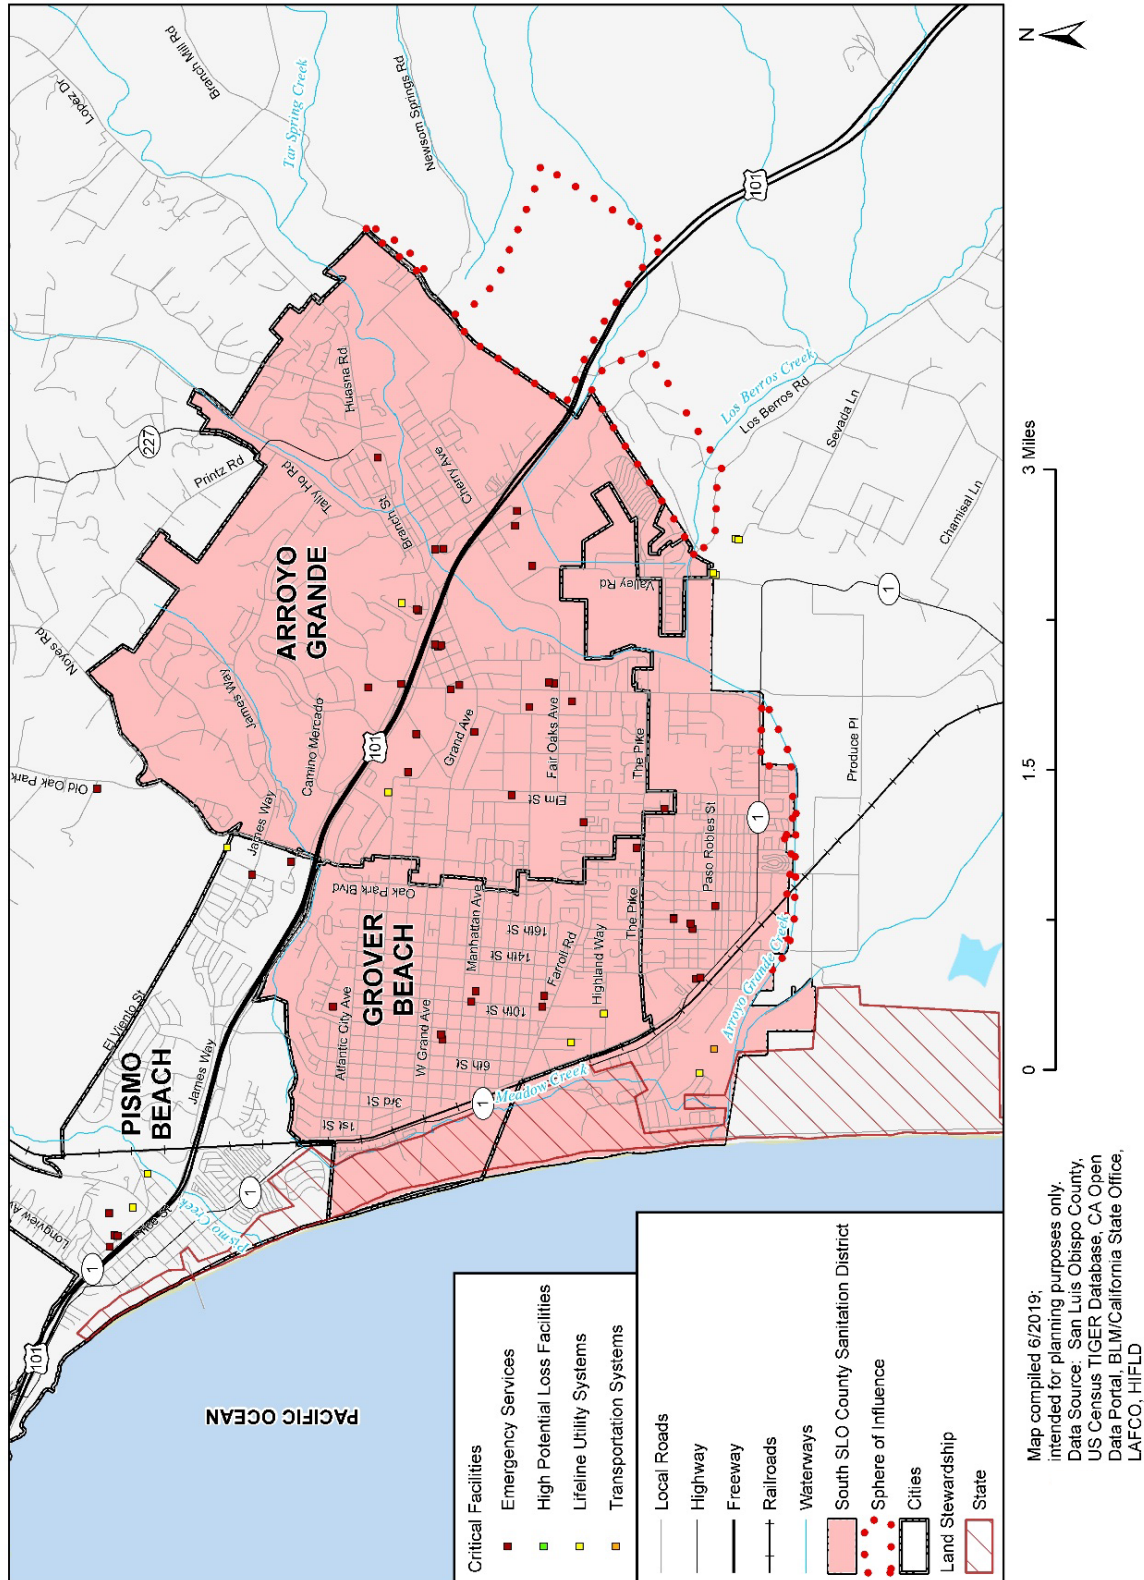 PISMO
BEACH
ARROYO
GRANDE
GROVER
BEACH
PACIFIC OCEAN
Longview Av
Price St
Pismo Creek
El Viento St
James Way
James Way
James Way
Old Oak Park
Noyes Rd
Camino Mercado
Printz Rd
Tally Ho Rd
Branch St
Huasna Rd
Cherry Ave
Lopez Dr
Branch Mill Rd
Tar Spring Creek
Newsom Springs Rd
Atlantic City Ave
W Grand Ave
Manhattan Ave
Oak Park Blvd
16th St
14th St
10th St
6th St
3rd St
1st St
Farroll Rd
Highland Way
The Pike
The Pike
Grand Ave
Elm St
Fair Oaks Ave
Valley Rd
Paso Robles St
Meadow Creek
Arroyo Grande Creek
Los Berros Creek
Los Berros Rd
Sevada Ln
Chamisal Ln
Produce Pl
101
101
101
227
1
1
1
1
1
N
0
1.5
3 Miles
Critical Facilities
Emergency Services
High Potential Loss Facilities
Lifeline Utility Systems
Transportation Systems
Local Roads
Highway
Freeway
Railroads
Waterways
South SLO County Sanitation District
Sphere of Influence
Cities
Land Stewardship
State
Map compiled 6/2019;
intended for planning purposes only.
Data Source: San Luis Obispo County,
US Census TIGER Database, CA Open
Data Portal, BLM/California State Office,
LAFCO, HIFLD